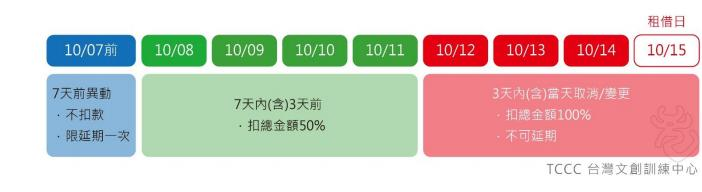 租借日
10/07前
10/08
10/09
10/10
10/11
10/12
10/13
10/14
10/15
7天前異動
·不扣款
·限延期一次
7天內(含)3天前
·扣總金額50%
3天內(含)當天取消/變更
·扣總金額100%
·不可延期
TCCC 台灣文創訓練中心